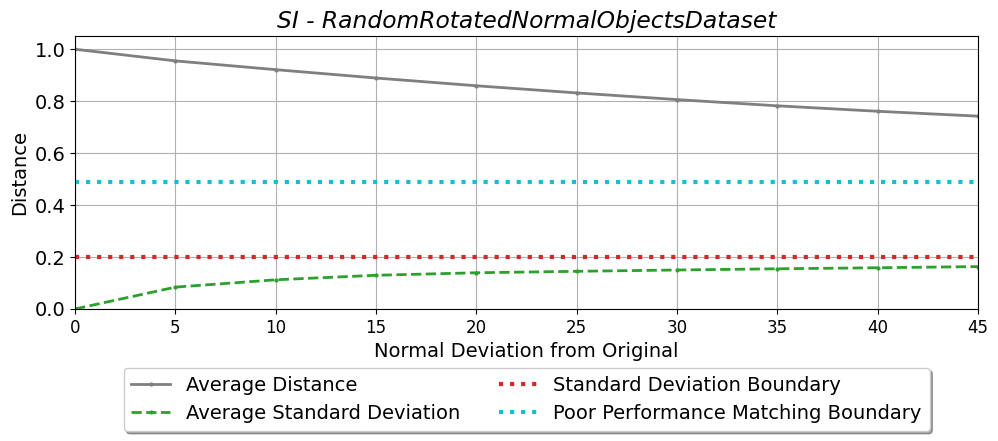 SI - RandomRotatedNormalObjectsDataset
1.0
0.8
0.6
0.4
0.2
0.0
Distance
0 5 10 15 20 25 30 35 40 45
Normal Deviation from Original
Average Distance
Average Standard Deviation
Standard Deviation Boundary
Poor Performance Matching Boundary